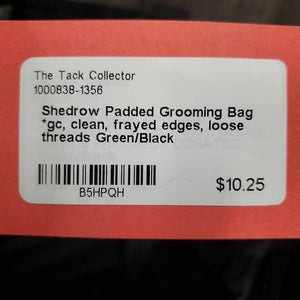 The Tack Collector
1000838-1356
Shedrow Padded Grooming Bag
*gc, clean, frayed edges, loose
threads Green/Black
B5HPQH
$10.25